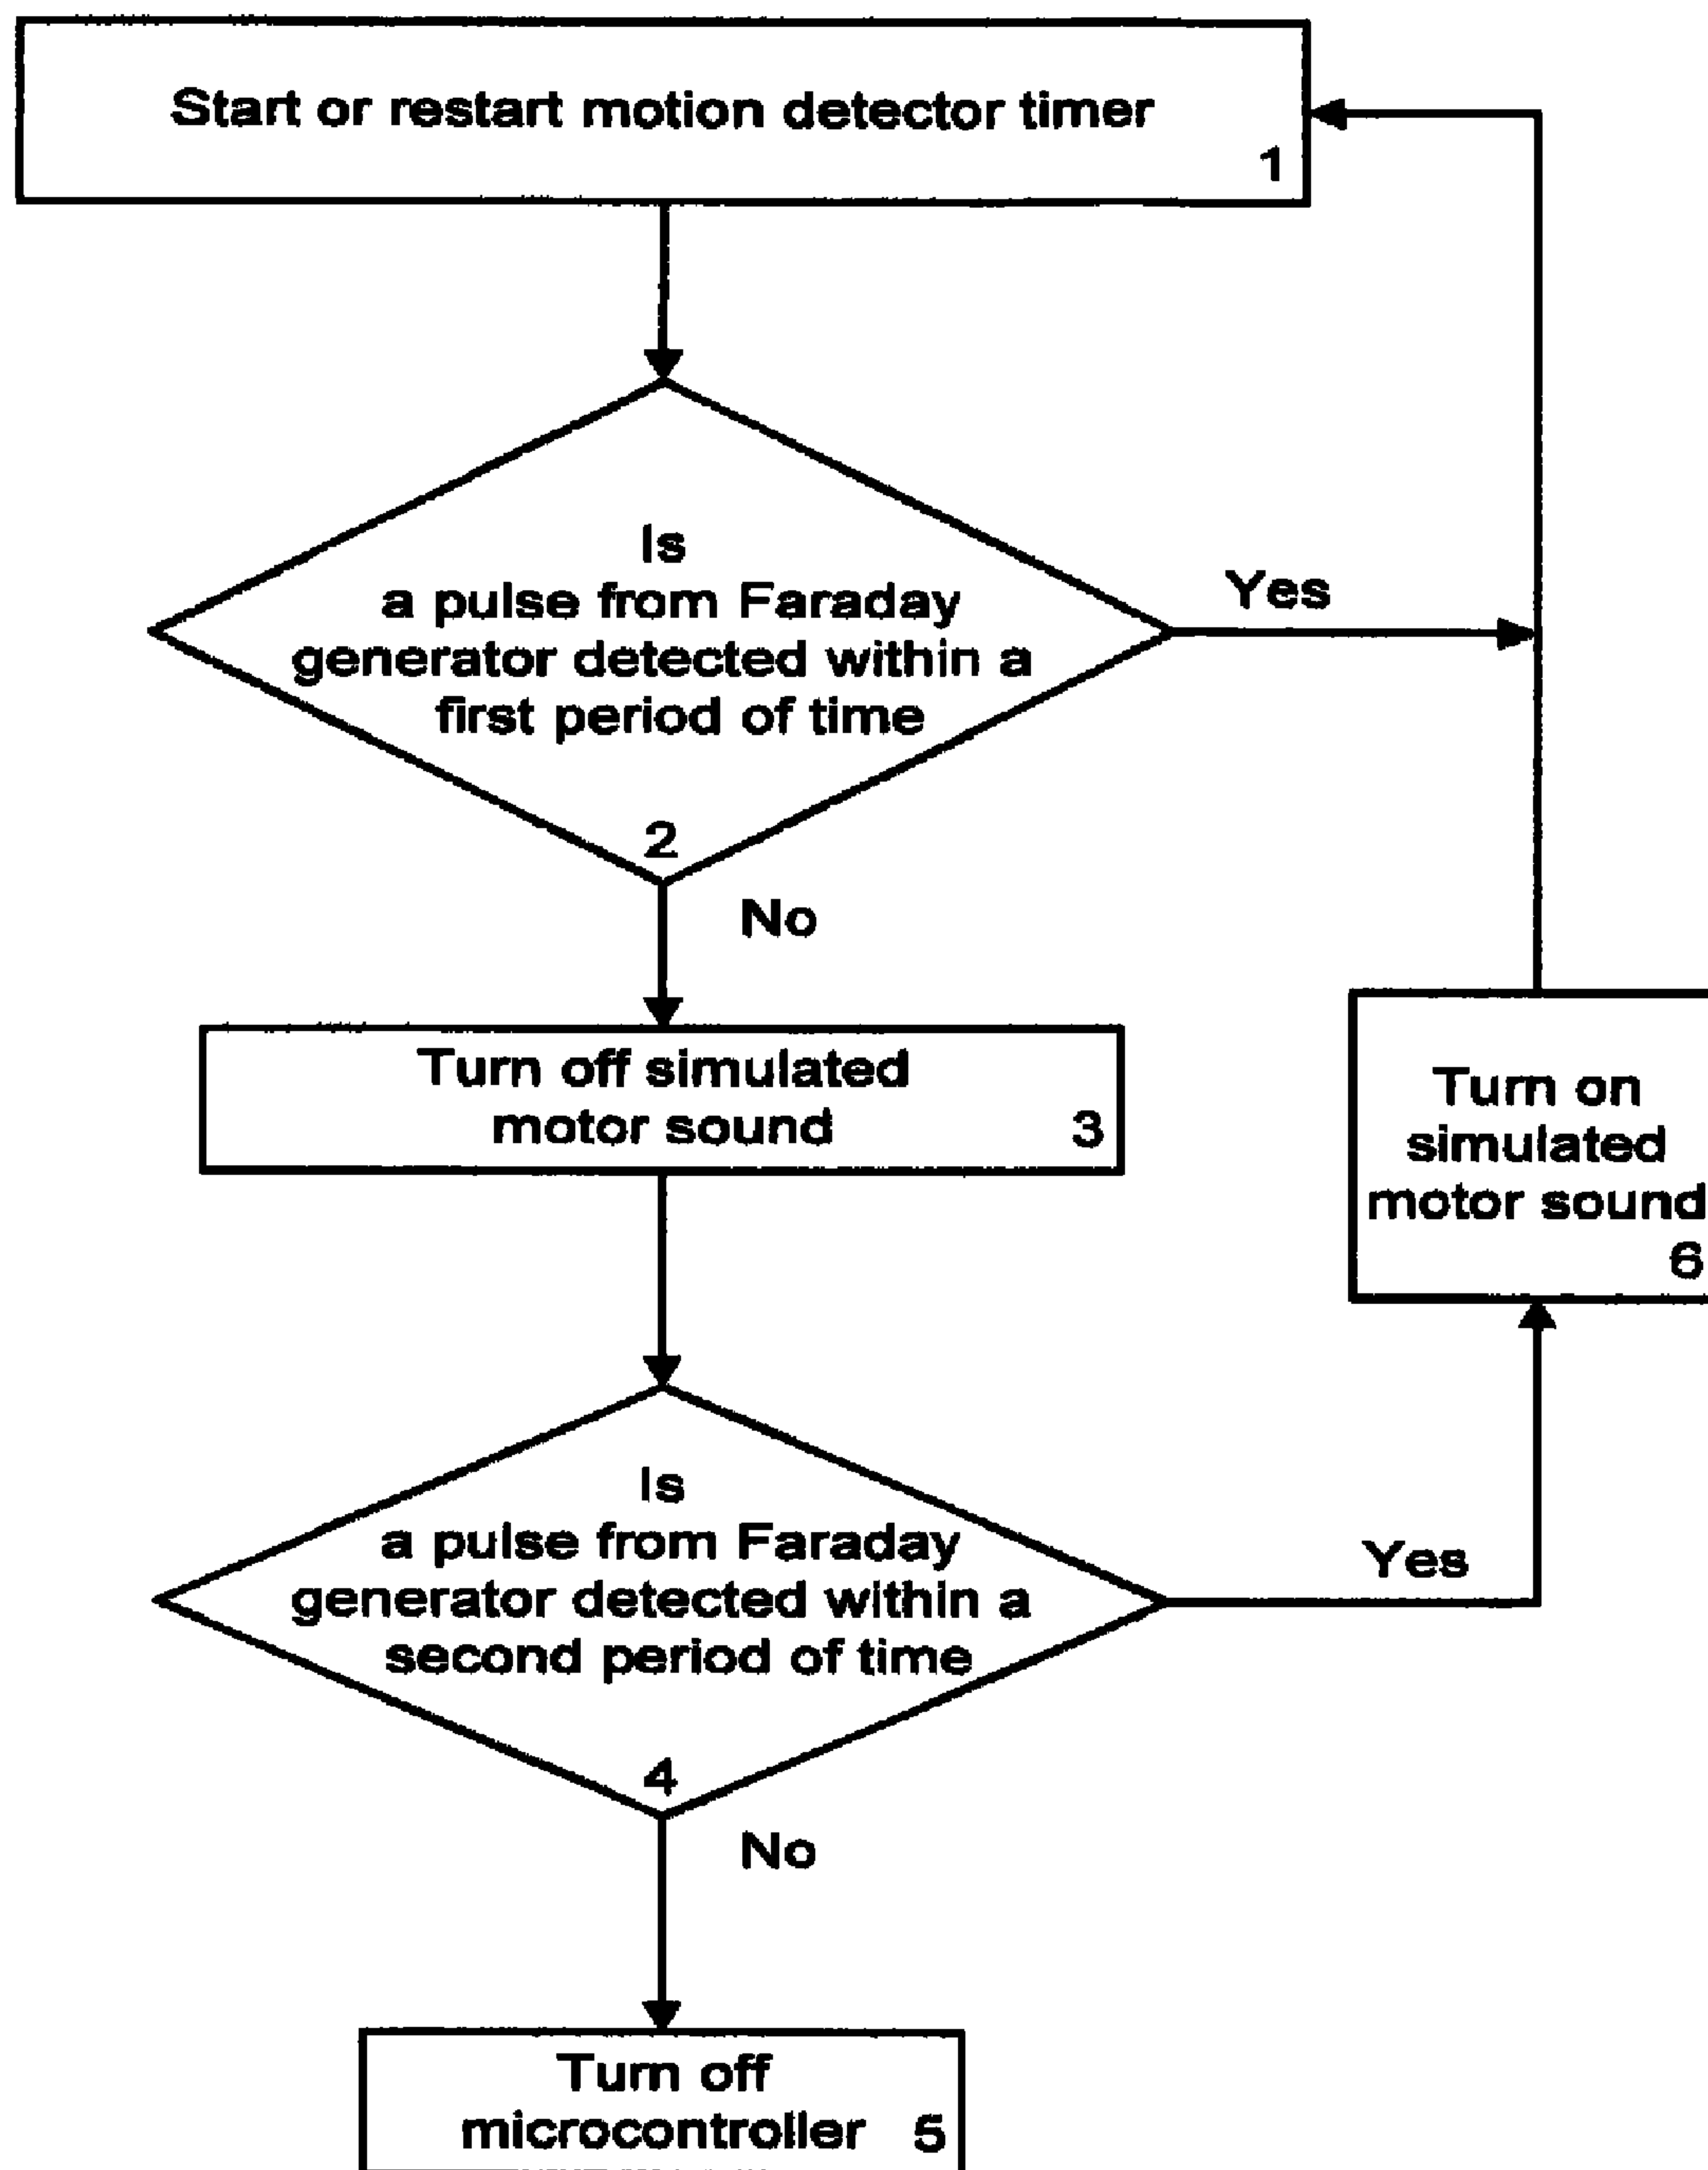 Start or restart motion detector timer
1
Is
a pulse from Faraday
generator detected within a
first period of time
2
Yes
No
Turn off simulated
motor sound
3
Turn on
simulated
motor sound
6
Is
a pulse from Faraday
generator detected within a
second period of time
4
Yes
No
Turn off
microcontroller
5